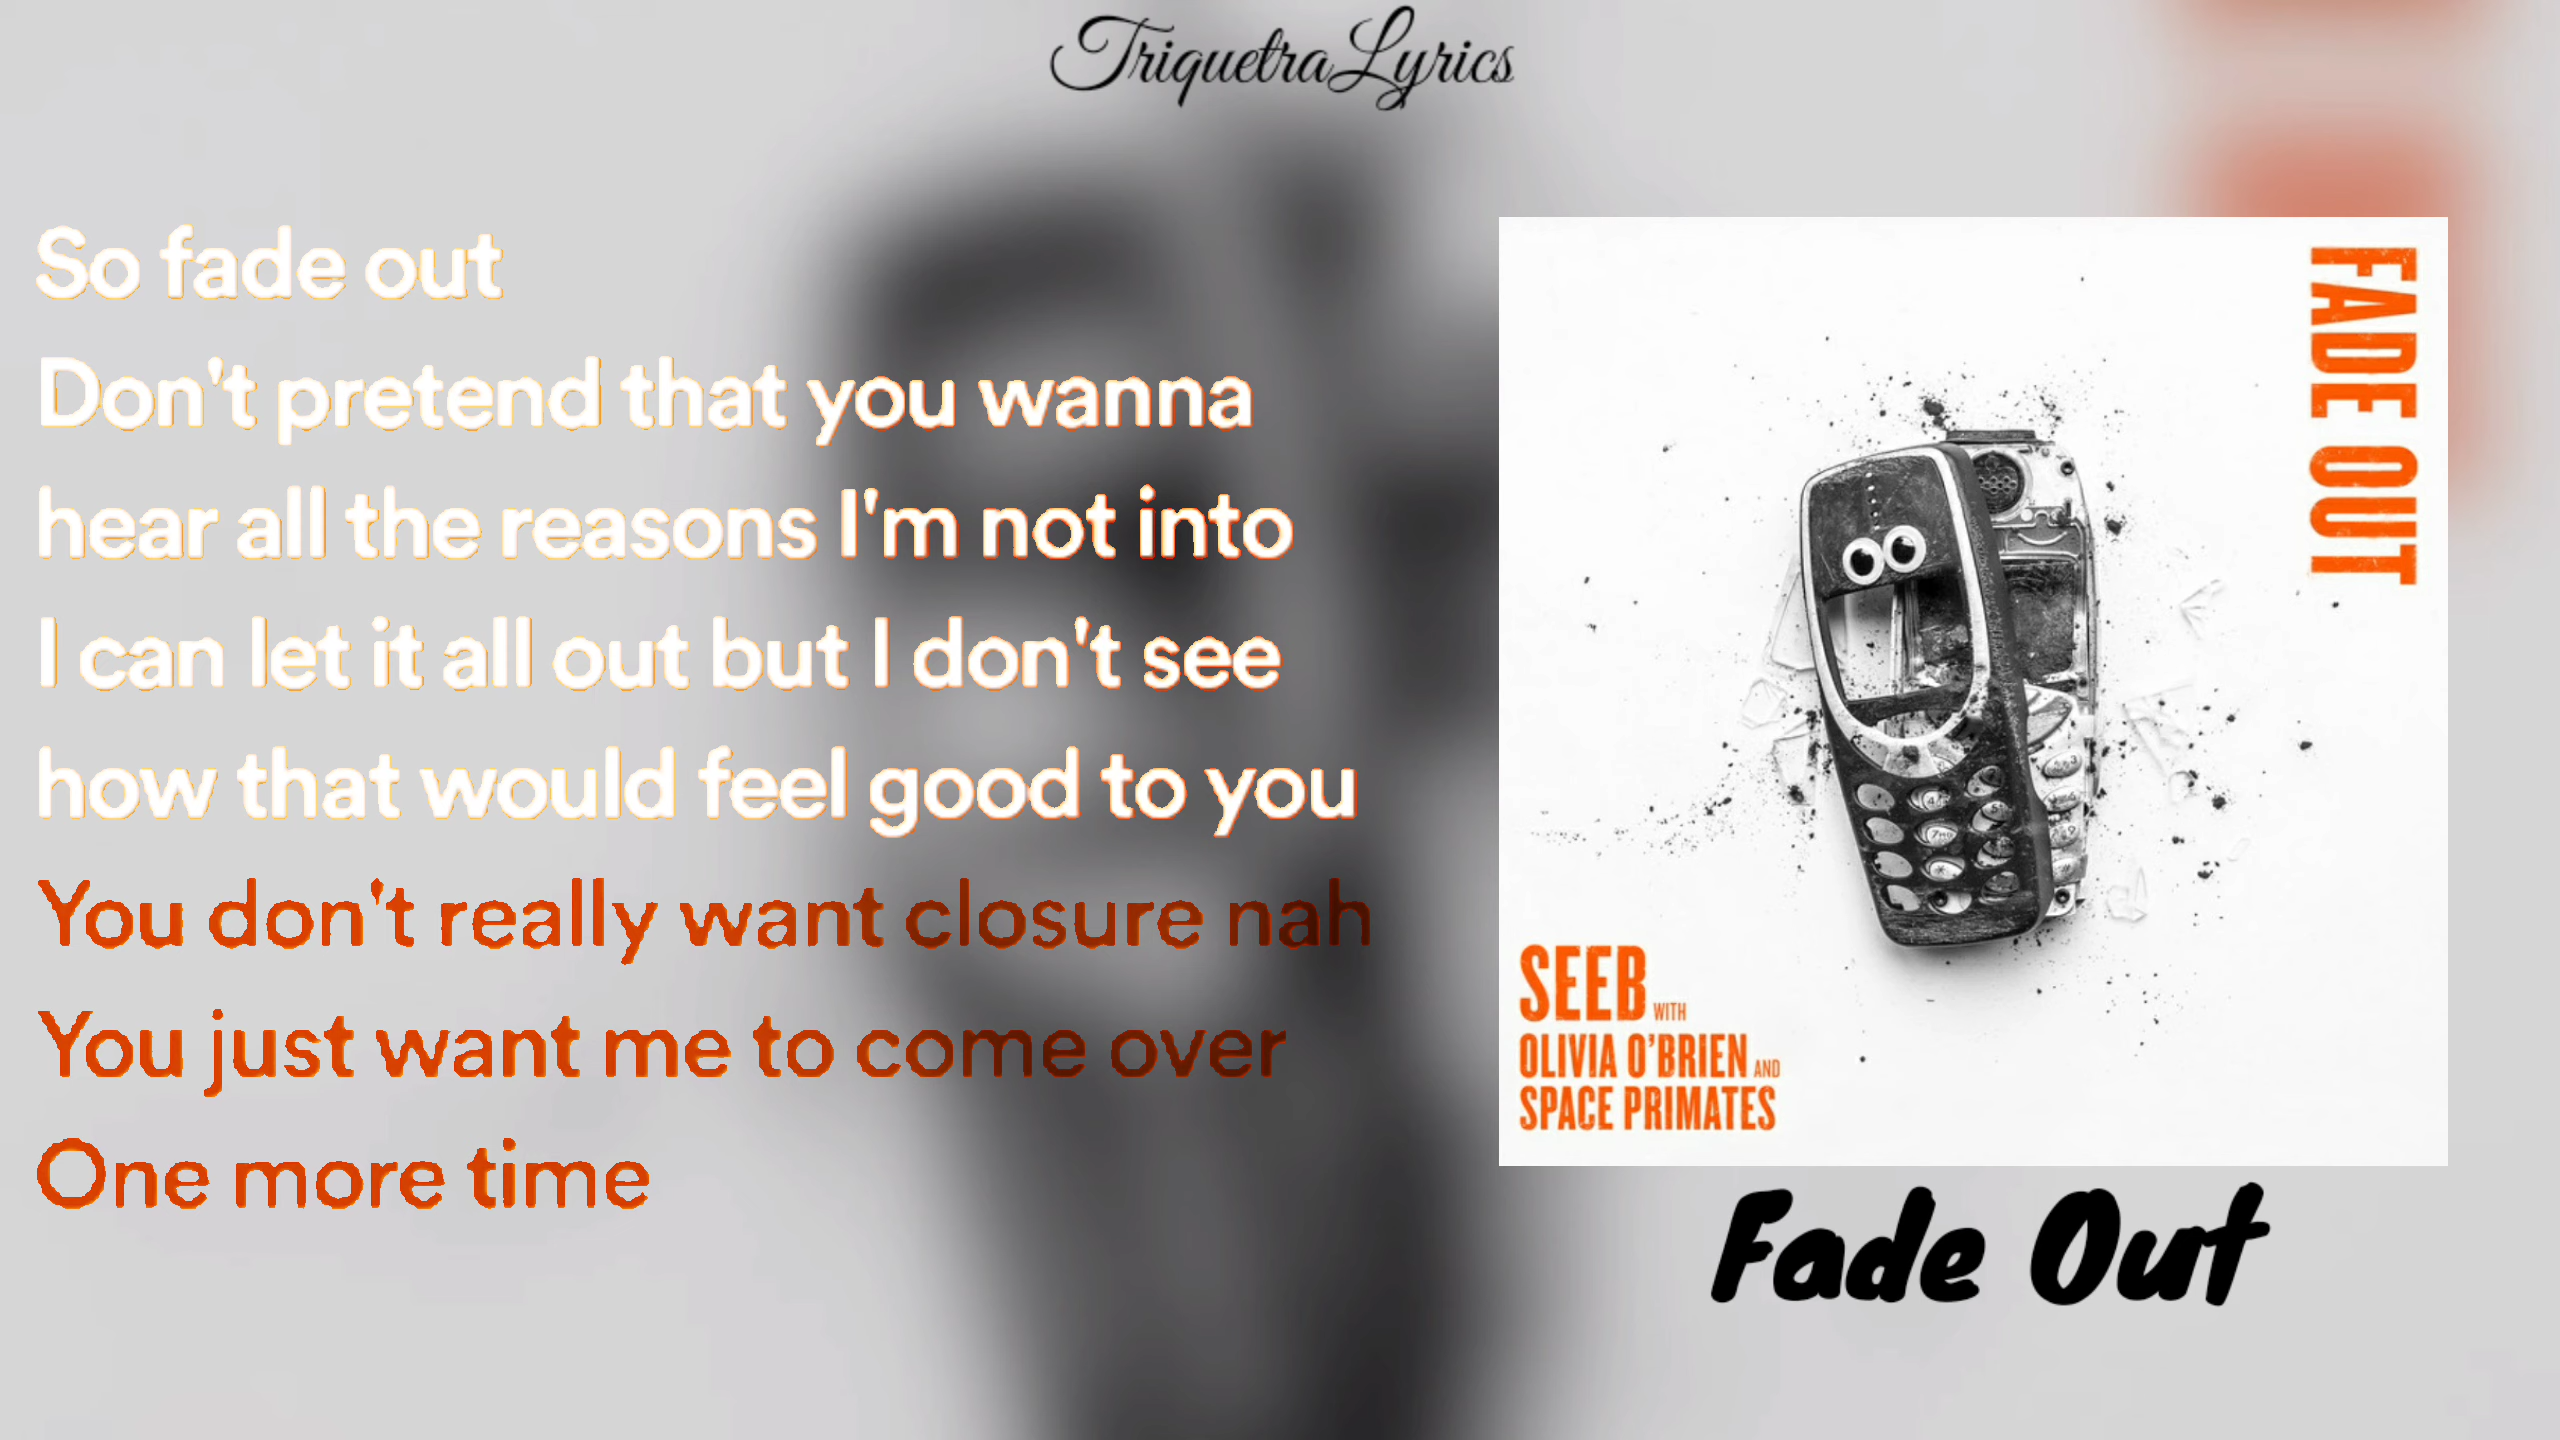 TriquetraLyrics
So fade out
Don't pretend that you wanna
hear all the reasons I'm not into
I can let it all out but I don't see
how that would feel good to you
You don't really want closure nah
You just want me to come over
One more time
FADE OUT
SEEB WITH
OLIVIA O'BRIEN AND
SPACE PRIMATES
Fade Out